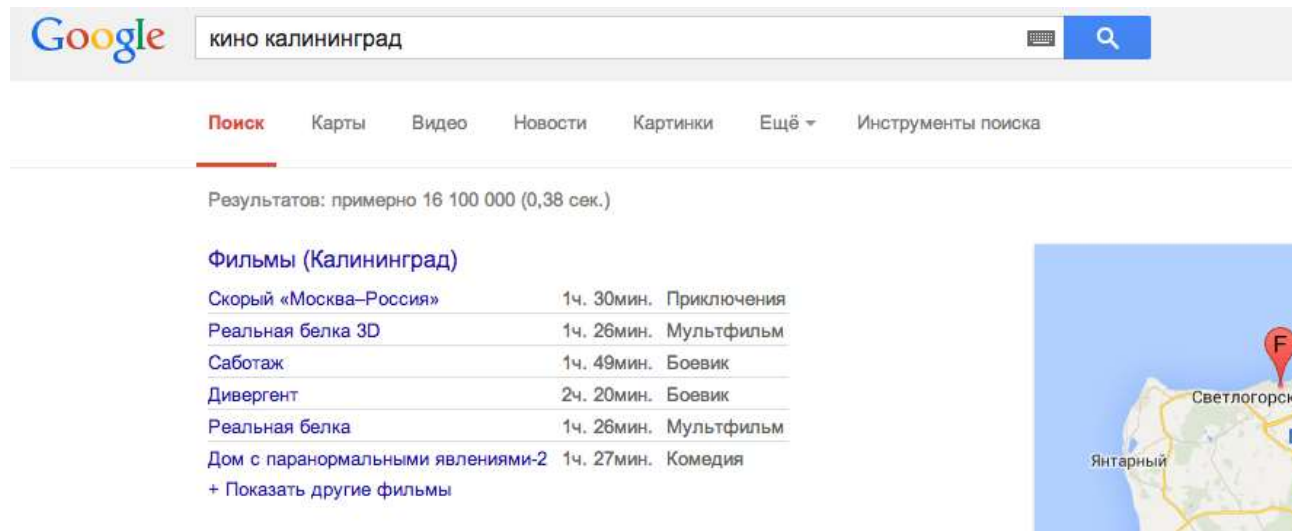 Google кино калининград
Поиск Карты Видео Новости Картинки Ещё Инструменты поиска
Результатов: примерно 16 100 000 (0,38 сек.)
Фильмы (Калининград)
Скорый «Москва–Россия» 1ч. 30мин. Приключения
Реальная белка 3D 1ч. 26мин. Мультфильм
Саботаж 1ч. 49мин. Боевик
Дивергент 2ч. 20мин. Боевик
Реальная белка 1ч. 26мин. Мультфильм
Дом с паранормальными явлениями-2 1ч. 27мин. Комедия
+ Показать другие фильмы
F
Светлогорск
Янтарный